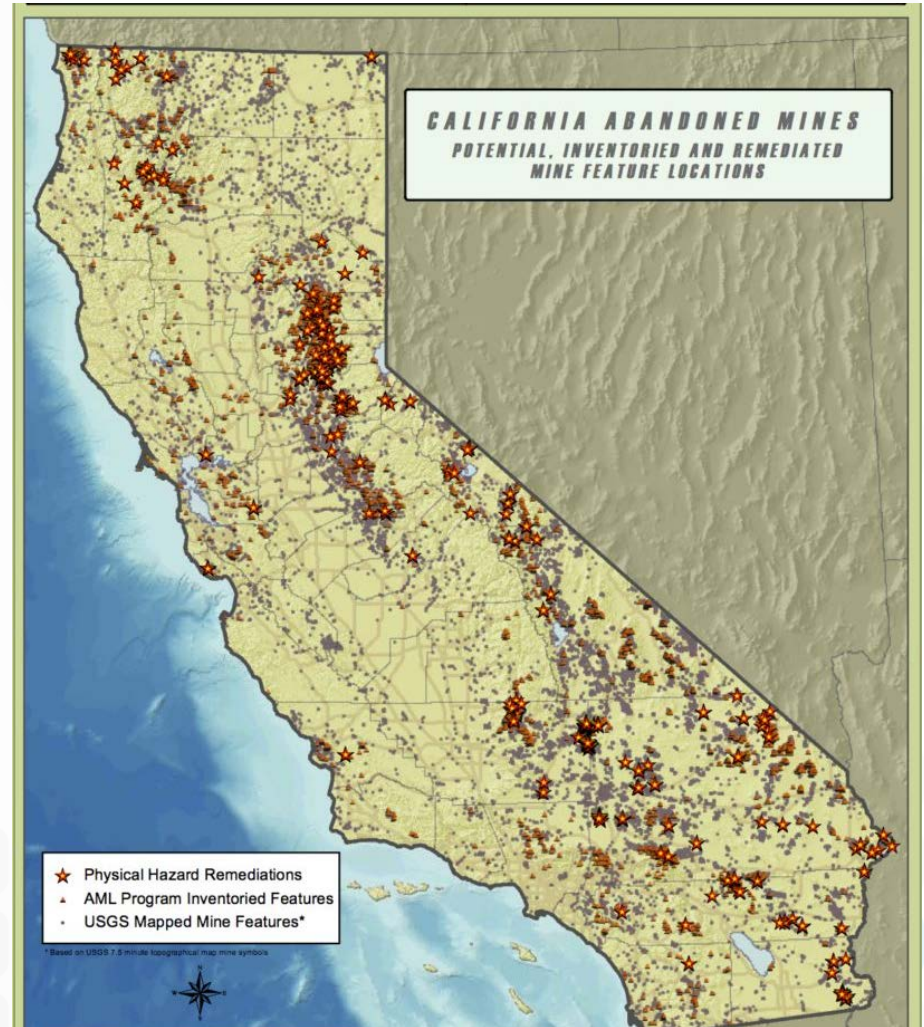 CALIFORNIA ABANDONED MINES
POTENTIAL, INVENTORIED AND REMEDIATED
MINE FEATURE LOCATIONS
Physical Hazard Remediations
AML Program Inventoried Features
USGS Mapped Mine Features*
* Based on USGS 7.5 minute topographical map mine symbols